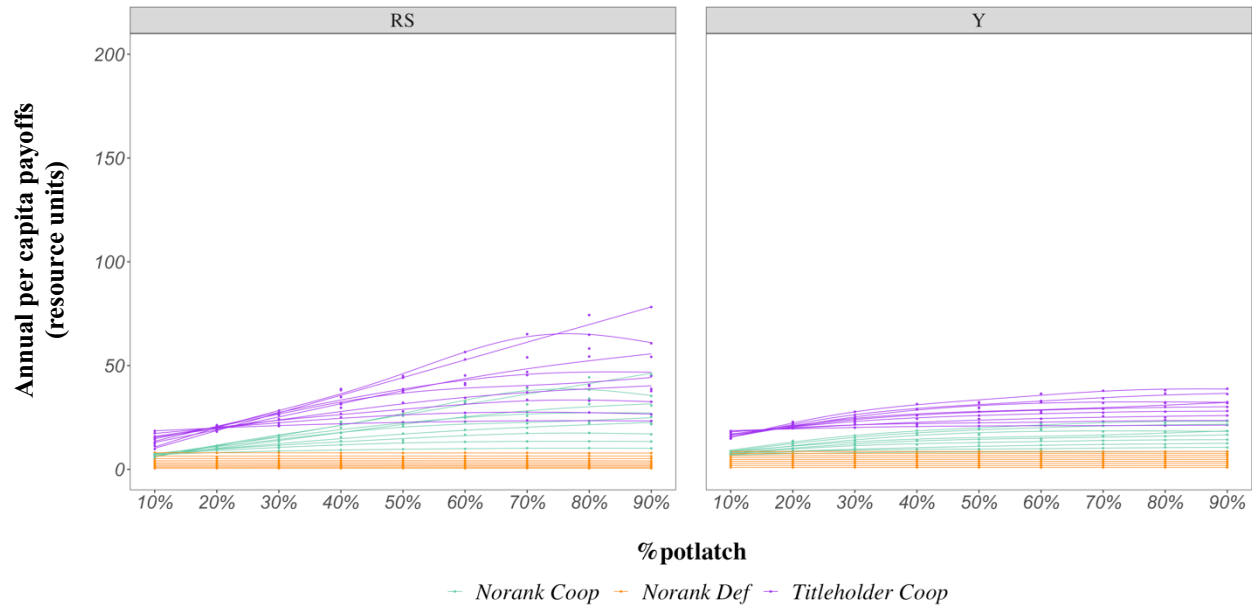 RS
Y
Annual per capita payoffs
(resource units)
200
150
100
50
0
10% 20% 30% 40% 50% 60% 70% 80% 90%
10% 20% 30% 40% 50% 60% 70% 80% 90%
%potlatch
Norank Coop Norank Def Titleholder Coop